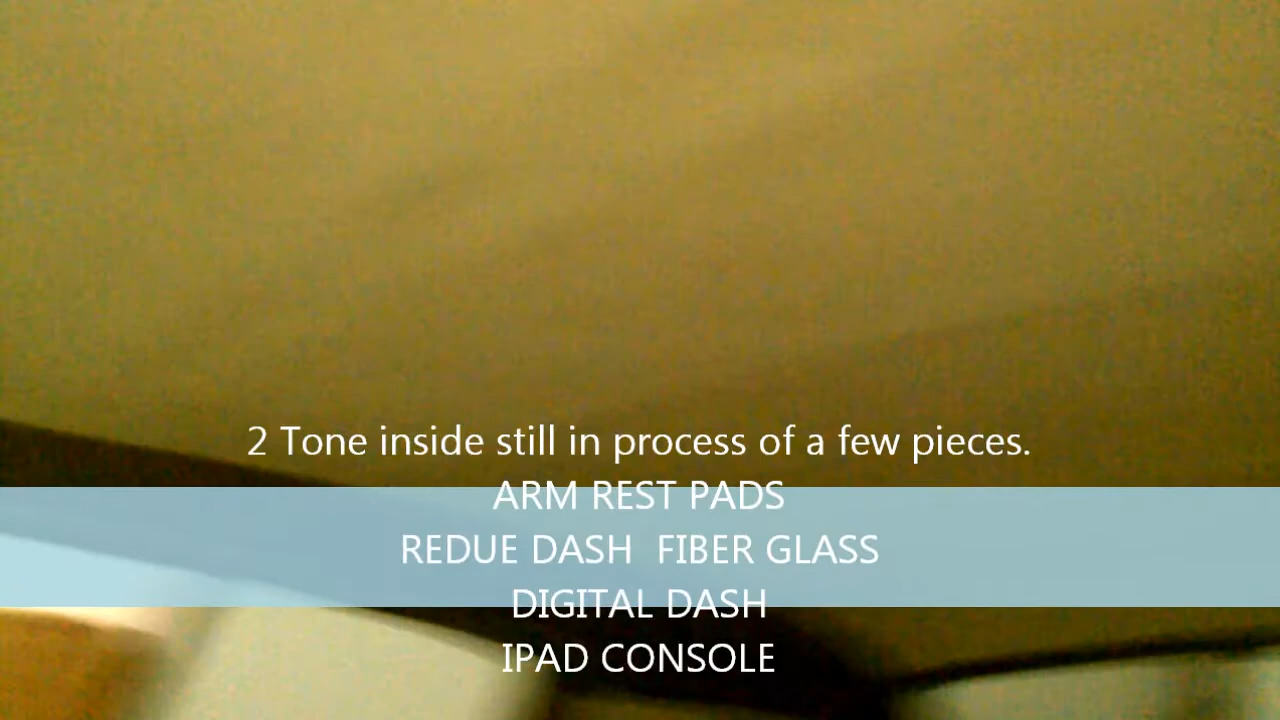 2 Tone inside still in process of a few pieces.
ARM REST PADS
REDUE DASH  FIBER GLASS
DIGITAL DASH
IPAD CONSOLE